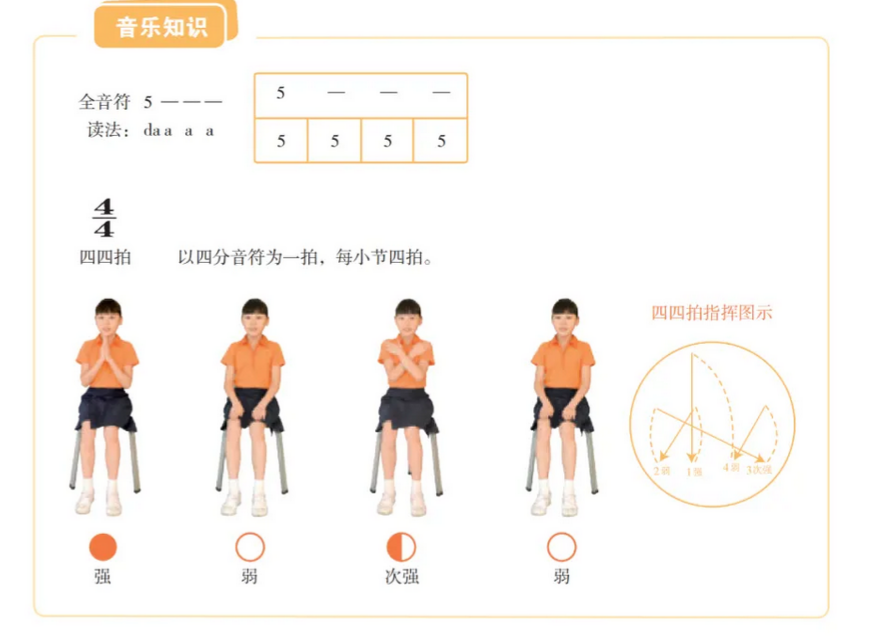 音乐知识
全音符 5 — — —
读法： daa a a
5 — — —
5 5 5 5
4
4
四四拍 以四分音符为一拍，每小节四拍。
四四拍指挥图示
2弱 1强 4弱 3次强
强 弱 次强 弱